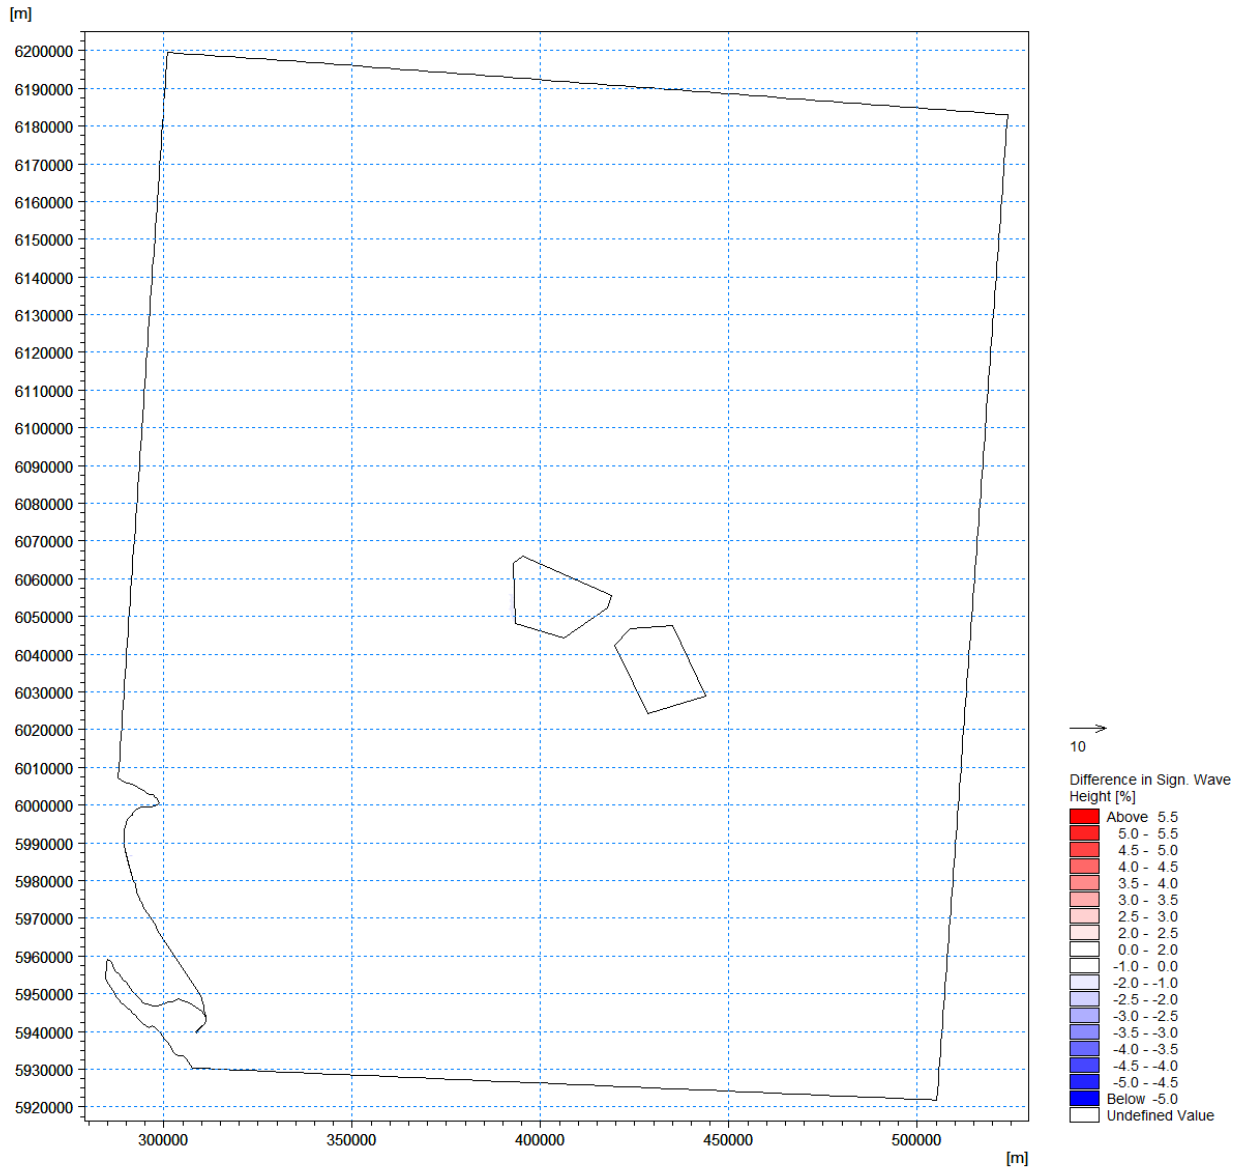 [m]
6200000
6190000
6180000
6170000
6160000
6150000
6140000
6130000
6120000
6110000
6100000
6090000
6080000
6070000
6060000
6050000
6040000
6030000
6020000
6010000
6000000
5990000
5980000
5970000
5960000
5950000
5940000
5930000
5920000
300000 350000 400000 450000 500000
[m]
10
Difference in Sign. Wave
Height [%]
Above 5.5
5.0 - 5.5
4.5 - 5.0
4.0 - 4.5
3.5 - 4.0
3.0 - 3.5
2.5 - 3.0
2.0 - 2.5
0.0 - 2.0
-1.0 - 0.0
-2.0 - -1.0
-2.5 - -2.0
-3.0 - -2.5
-3.5 - -3.0
-4.0 - -3.5
-4.5 - -4.0
-5.0 - -4.5
Below -5.0
Undefined Value